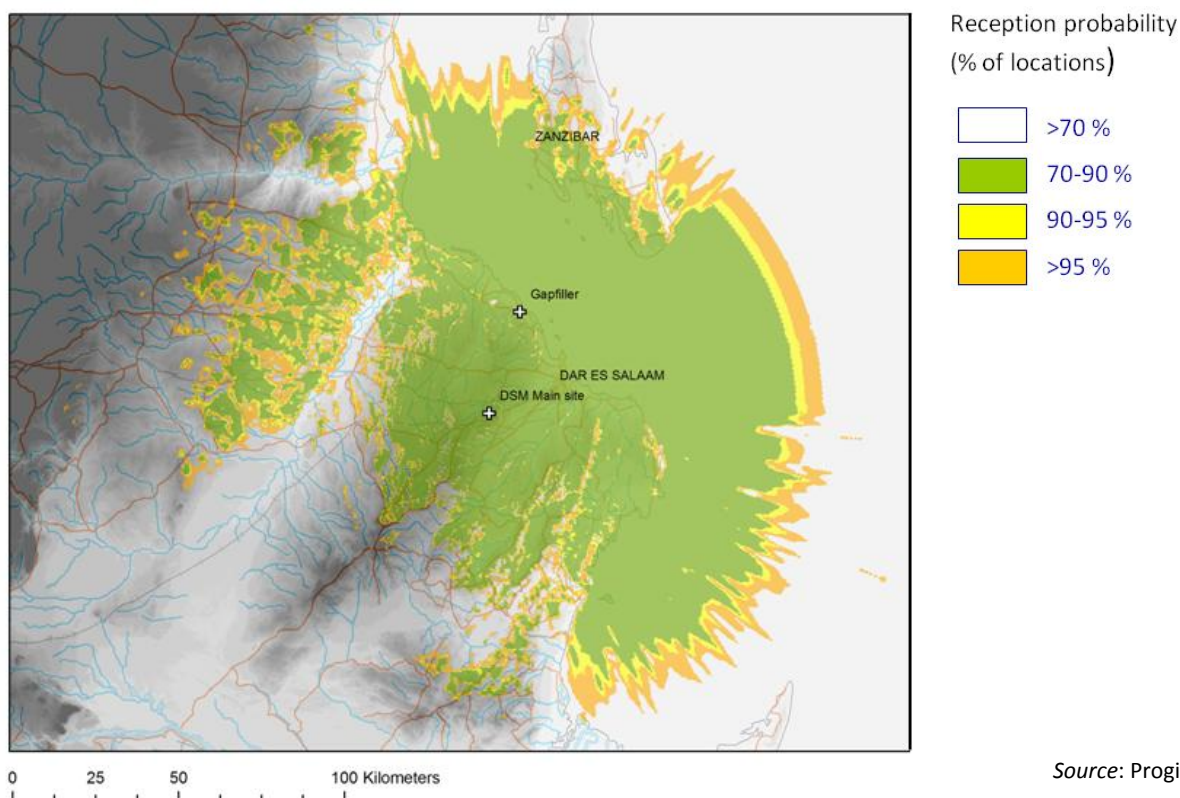 Reception probability
(% of locations)
>70 %
70-90 %
90-95 %
>95 %
ZANZIBAR
Gapfiller
DAR ES SALAAM
DSM Main site
0 25 50 100 Kilometers
Source: Progi